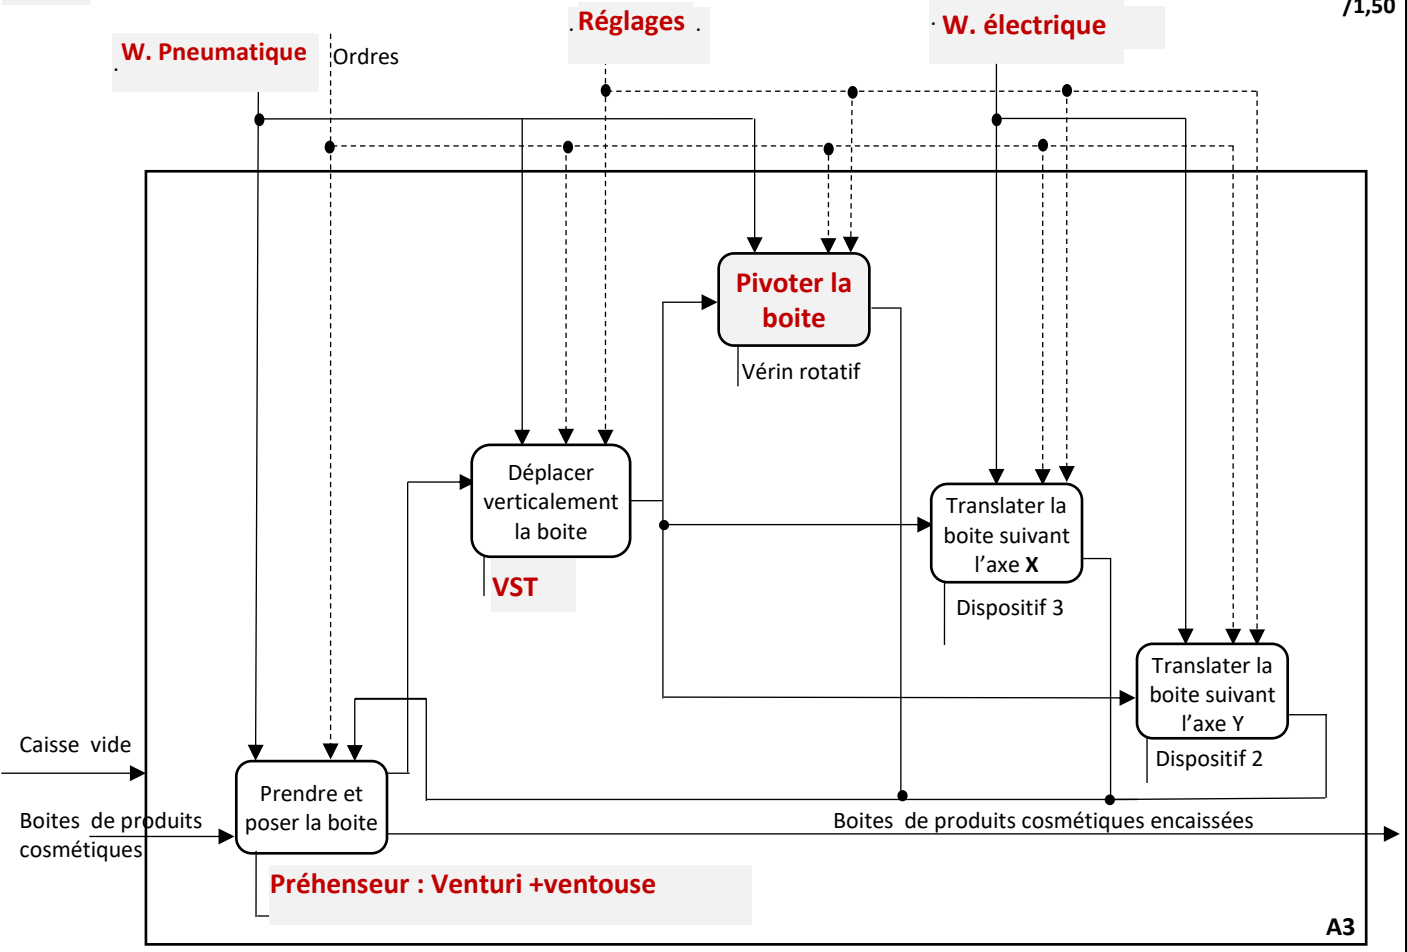 /1,50
Réglages
W. électrique
W. Pneumatique
Ordres
Pivoter la
boite
Vérin rotatif
Déplacer
verticalement
la boite
VST
Translater la
boite suivant
l’axe X
Dispositif 3
Translater la
boite suivant
l’axe Y
Dispositif 2
Caisse vide
Prendre et
poser la boite
Boites de produits
cosmétiques
Boites de produits cosmétiques encaissées
Préhenseur : Venturi +ventouse
A3